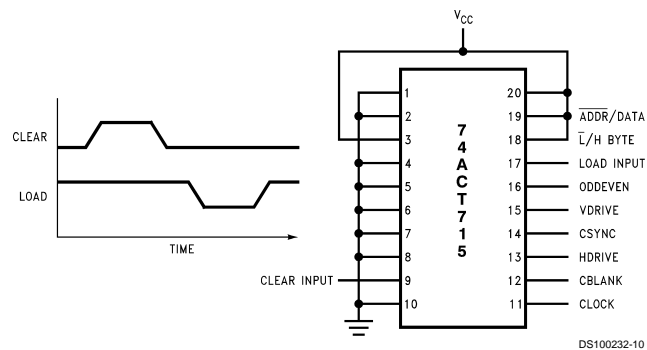 CLEAR
LOAD
TIME
VCC
1
2
3
4
5
6
7
8
CLEAR INPUT 9
10
74ACT715
20
19 ADDR/DATA
18 L/H BYTE
17 LOAD INPUT
16 ODDEVEN
15 VDRIVE
14 CSYNC
13 HDRIVE
12 CBLANK
11 CLOCK
DS100232-10